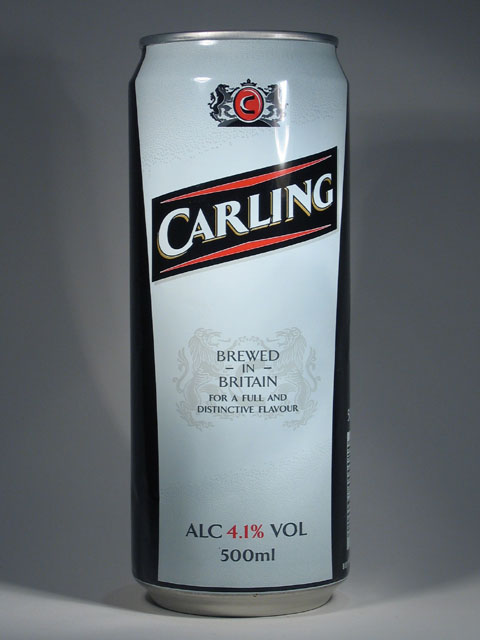 C
CARLING
BREWED
– IN –
BRITAIN
FOR A FULL AND
DISTINCTIVE FLAVOUR
ALC 4.1% VOL
500ml